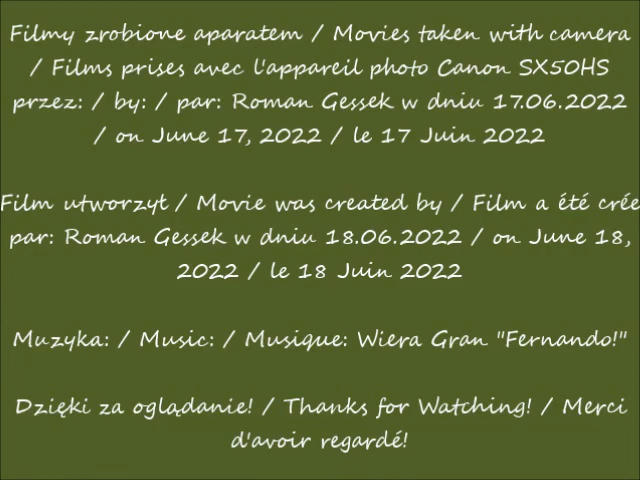 Filmy zrobione aparatem / Movies taken with camera
/ Films prises avec l'appareil photo Canon SX50HS
przez: / by: / par: Roman Gessek w dniu 17.06.2022
/ on June 17, 2022 / le 17 Juin 2022
Film utworzył / Movie was created by / Film a été crée
par: Roman Gessek w dniu 18.06.2022 / on June 18,
2022 / le 18 Juin 2022
Muzyka: / Music: / Musique: Wiera Gran "Fernando!"
Dzięki za oglądanie! / Thanks for Watching! / Merci
d'avoir regardé!